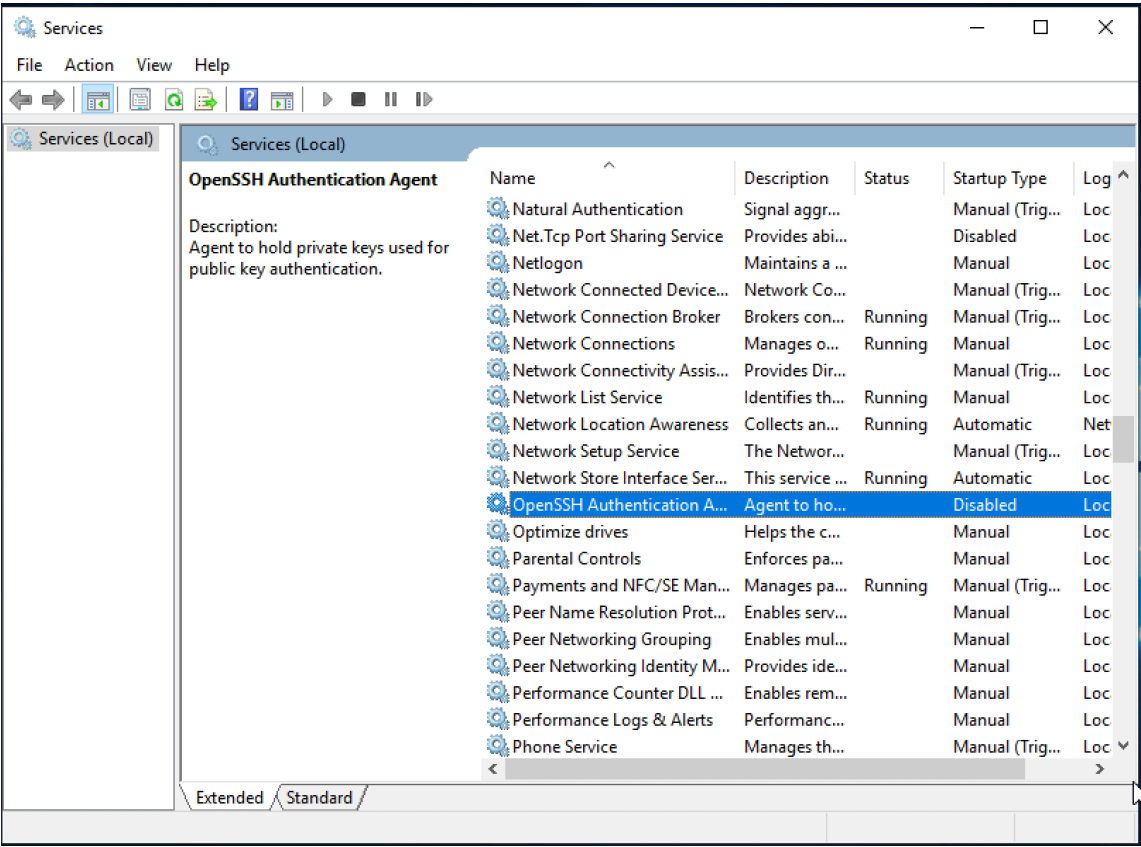 Services
File Action View Help
Services (Local)
Services (Local)
OpenSSH Authentication Agent
Description:
Agent to hold private keys used for
public key authentication.
Name Description Status Startup Type Log
Natural Authentication Signal aggr... Manual (Trig... Loc
Net.Tcp Port Sharing Service Provides abi... Disabled Loc
Netlogon Maintains a ... Manual Loc
Network Connected Device... Network Co... Manual (Trig... Loc
Network Connection Broker Brokers con... Running Manual (Trig... Loc
Network Connections Manages o... Running Manual Loc
Network Connectivity Assis... Provides Dir... Manual (Trig... Loc
Network List Service Identifies th... Running Manual Loc
Network Location Awareness Collects an... Running Automatic Net
Network Setup Service The Networ... Manual (Trig... Loc
Network Store Interface Ser... This service ... Running Automatic Loc
OpenSSH Authentication A... Agent to ho... Disabled Loc
Optimize drives Helps the c... Manual Loc
Parental Controls Enforces pa... Manual Loc
Payments and NFC/SE Man... Manages pa... Running Manual (Trig... Loc
Peer Name Resolution Prot... Enables serv... Manual Loc
Peer Networking Grouping Enables mul... Manual Loc
Peer Networking Identity M... Provides ide... Manual Loc
Performance Counter DLL ... Enables rem... Manual Loc
Performance Logs & Alerts Performanc... Manual Loc
Phone Service Manages th... Manual (Trig... Loc
Extended Standard